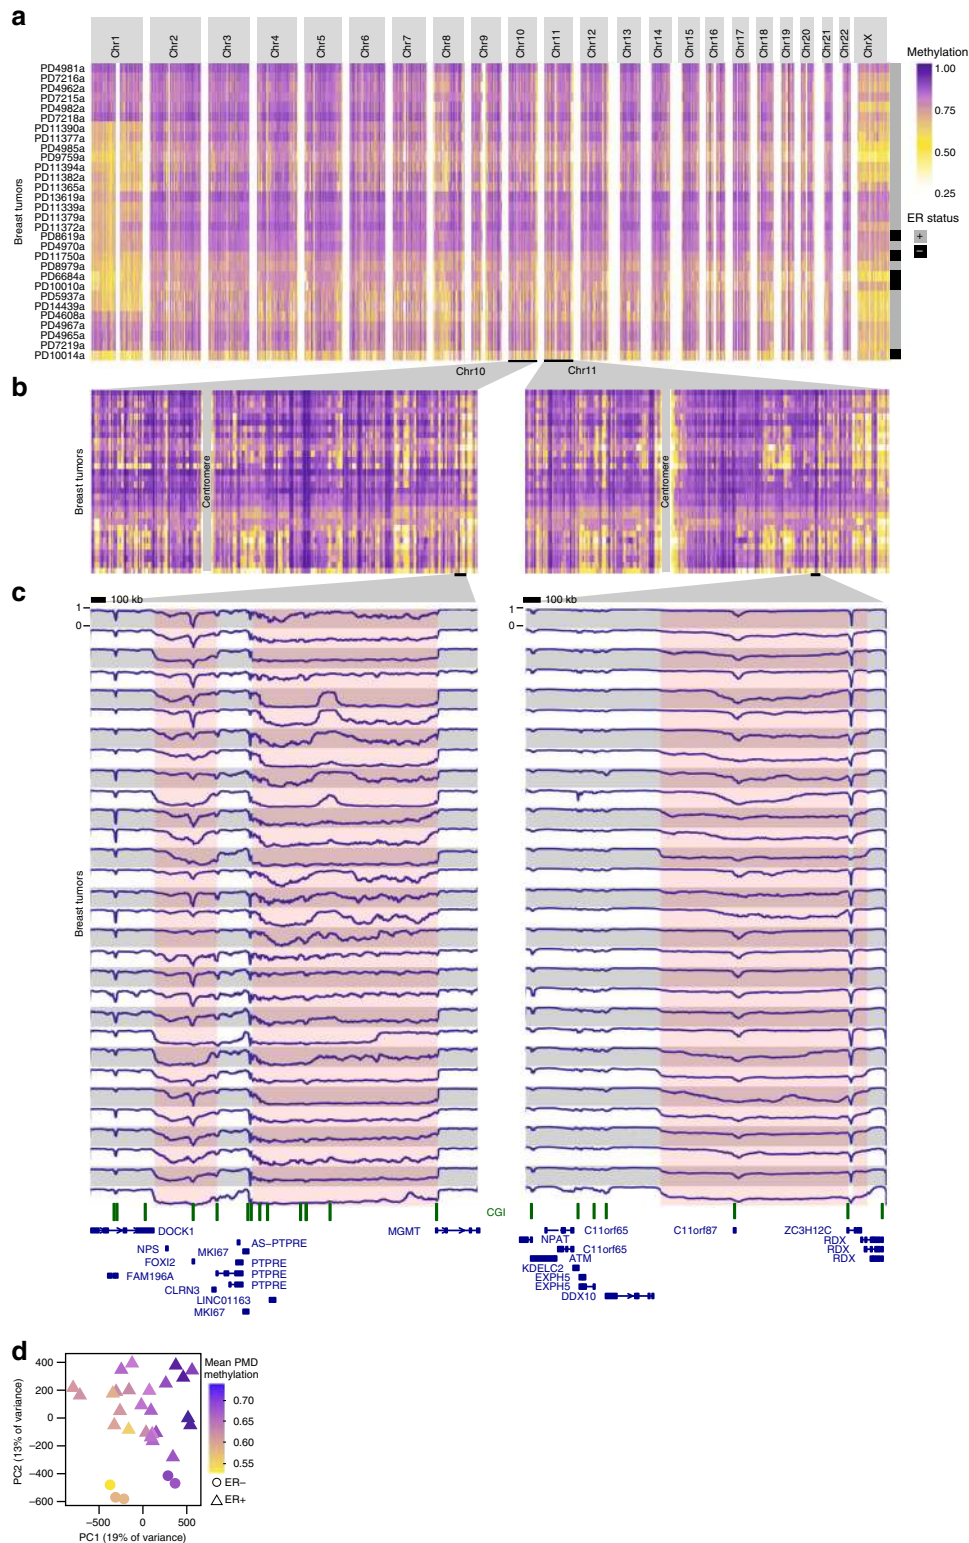 a
Chr1
Chr2
Chr3
Chr4
Chr5
Chr6
Chr7
Chr8
Chr9
Chr10
Chr11
Chr12
Chr13
Chr14
Chr15
Chr16
Chr17
Chr18
Chr19
Chr20
Chr21
Chr22
ChrX
Breast tumors
PD4981a
PD7216a
PD4962a
PD7215a
PD4982a
PD7218a
PD11390a
PD11377a
PD4985a
PD9759a
PD11394a
PD11382a
PD11365a
PD13619a
PD11339a
PD11379a
PD11372a
PD8619a
PD4970a
PD11750a
PD8979a
PD6684a
PD10010a
PD5937a
PD14439a
PD4608a
PD4967a
PD4965a
PD7219a
PD10014a
Methylation
1.00
0.75
0.50
0.25
ER status
+
−
Chr10
Chr11
b
Breast tumors
Centromere
Centromere
c
100 kb
100 kb
1
0
1
0
Breast tumors
CGI
DOCK1
MGMT
NPS
AS−PTPRE
MKI67
FOXI2
PTPRE
FAM196A
PTPRE
CLRN3
PTPRE
LINC01163
MKI67
C11orf65
C11orf87
ZC3H12C
NPAT
RDX
C11orf65
RDX
ATM
RDX
KDELC2
EXPH5
EXPH5
DDX10
d
PC2 (13% of variance)
400
200
0
−200
−400
−600
−500
0
500
PC1 (19% of variance)
Mean PMD
methylation
0.70
0.65
0.60
0.55
ER−
ER+